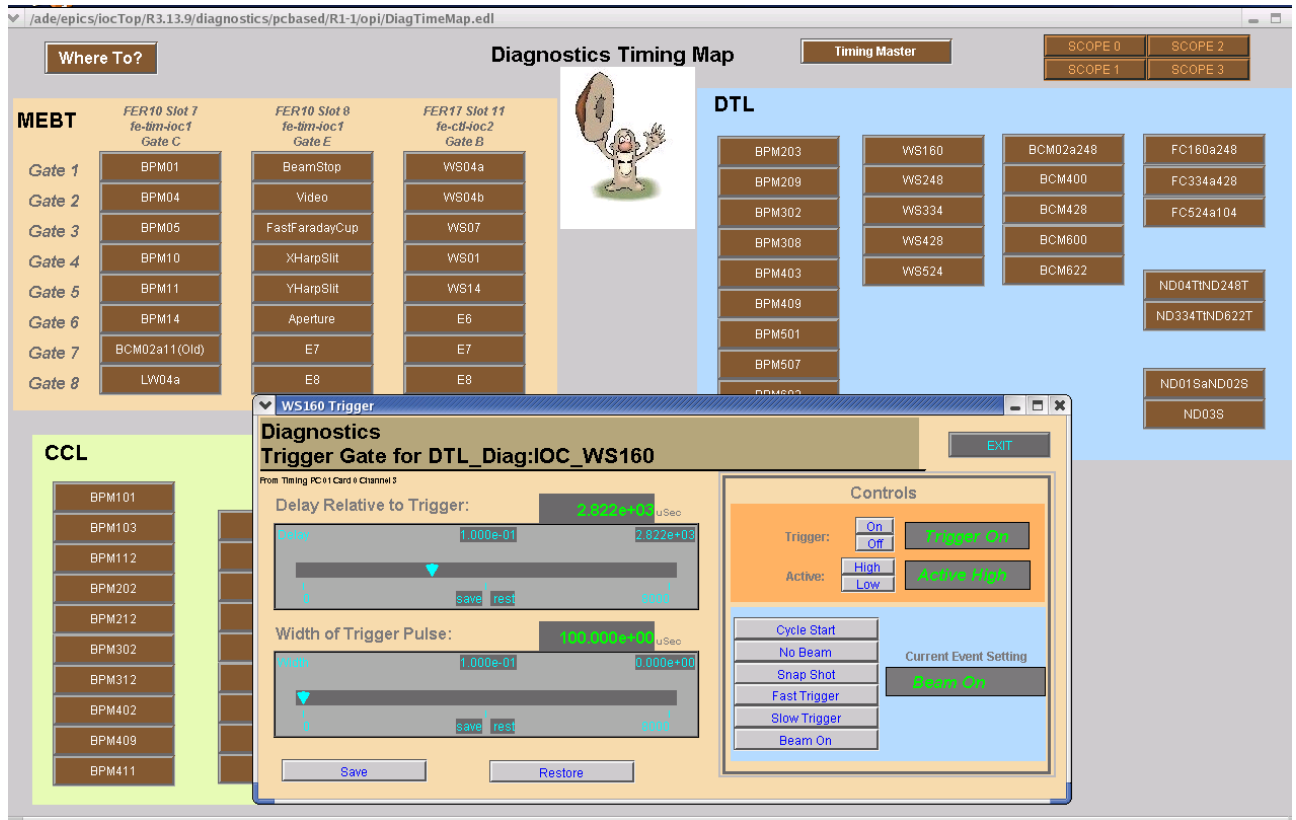 /ade/epics/iocTop/R3.13.9/diagnostics/pcbased/R1-1/opi/DiagTimeMap.edl
Where To?
Diagnostics Timing Map
Timing Master
SCOPE 0
SCOPE 2
SCOPE 1
SCOPE 3
MEBT
FER10 Slot 7
fe-tim-ioc1
Gate C
FER10 Slot 8
fe-tim-ioc1
Gate E
FER17 Slot 11
fe-ctl-ioc2
Gate B
Gate 1 BPM01 BeamStop WS04a
Gate 2 BPM04 Video WS04b
Gate 3 BPM05 FastFaradayCup WS07
Gate 4 BPM10 XHarpSlit WS01
Gate 5 BPM11 YHarpSlit WS14
Gate 6 BPM14 Aperture E6
Gate 7 BCM02a11(Old) E7 E7
Gate 8 LW04a E8 E8
DTL
BPM203 WS160 BCM02a248 FC160a248
BPM209 WS248 BCM400 FC334a428
BPM302 WS334 BCM428 FC524a104
BPM308 WS428 BCM600
BPM403 WS524 BCM622
ND04TtND248T
BPM409
ND334TtND622T
BPM501
BPM507
ND01SaND02S
ND03S
CCL
BPM101
BPM103
BPM112
BPM202
BPM212
BPM302
BPM312
BPM402
BPM409
BPM411
WS160 Trigger
Diagnostics
Trigger Gate for DTL_Diag:IOC_WS160
EXIT
From Timing PC 01 Card 0 Channel 3
Delay Relative to Trigger:
2.822e+03 uSec
Delay 1.000e-01 2.822e+03
0 save rest 8000
Width of Trigger Pulse:
100.000e+00 uSec
Width 1.000e-01 0.000e+00
0 save rest 8000
Save
Restore
Controls
Trigger: On Off Trigger On
Active: High Low Active High
Cycle Start
No Beam
Snap Shot
Fast Trigger
Slow Trigger
Beam On
Current Event Setting
Beam On